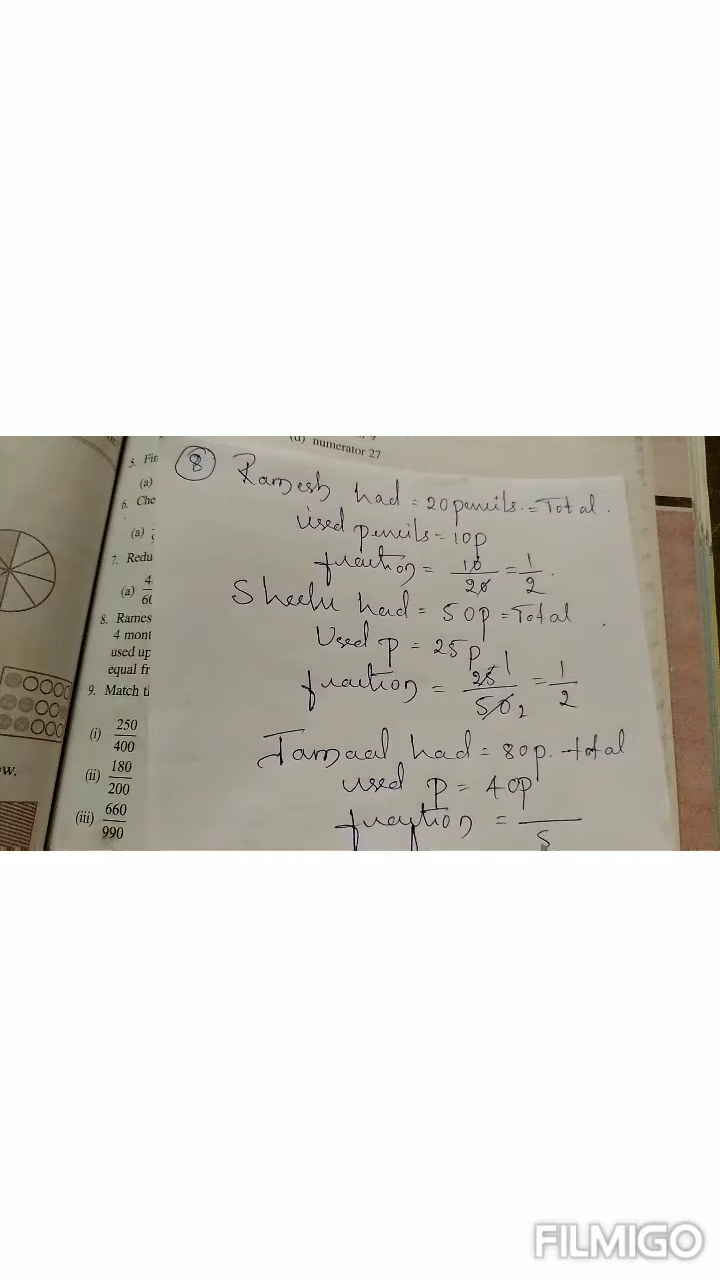 (d) numerator 27
5. Fin
(a)
6. Che
(a)
7. Redu
(a) 4
60
8. Rames
4 mont
used up
equal fr
9. Match th
(i) 250
400
(ii) 180
200
(iii) 660
990
ow.
8 Ramesh had = 20 pencils. = Total.
used pencils = 10p
fraction = 10/20 = 1/2.
Sheelu had = 50p = Total.
Used p = 25p
fraction = 25 1/50 2 = 1/2
Jamaal had = 80p. total
used p = 40p
fraction =
FILMIGO